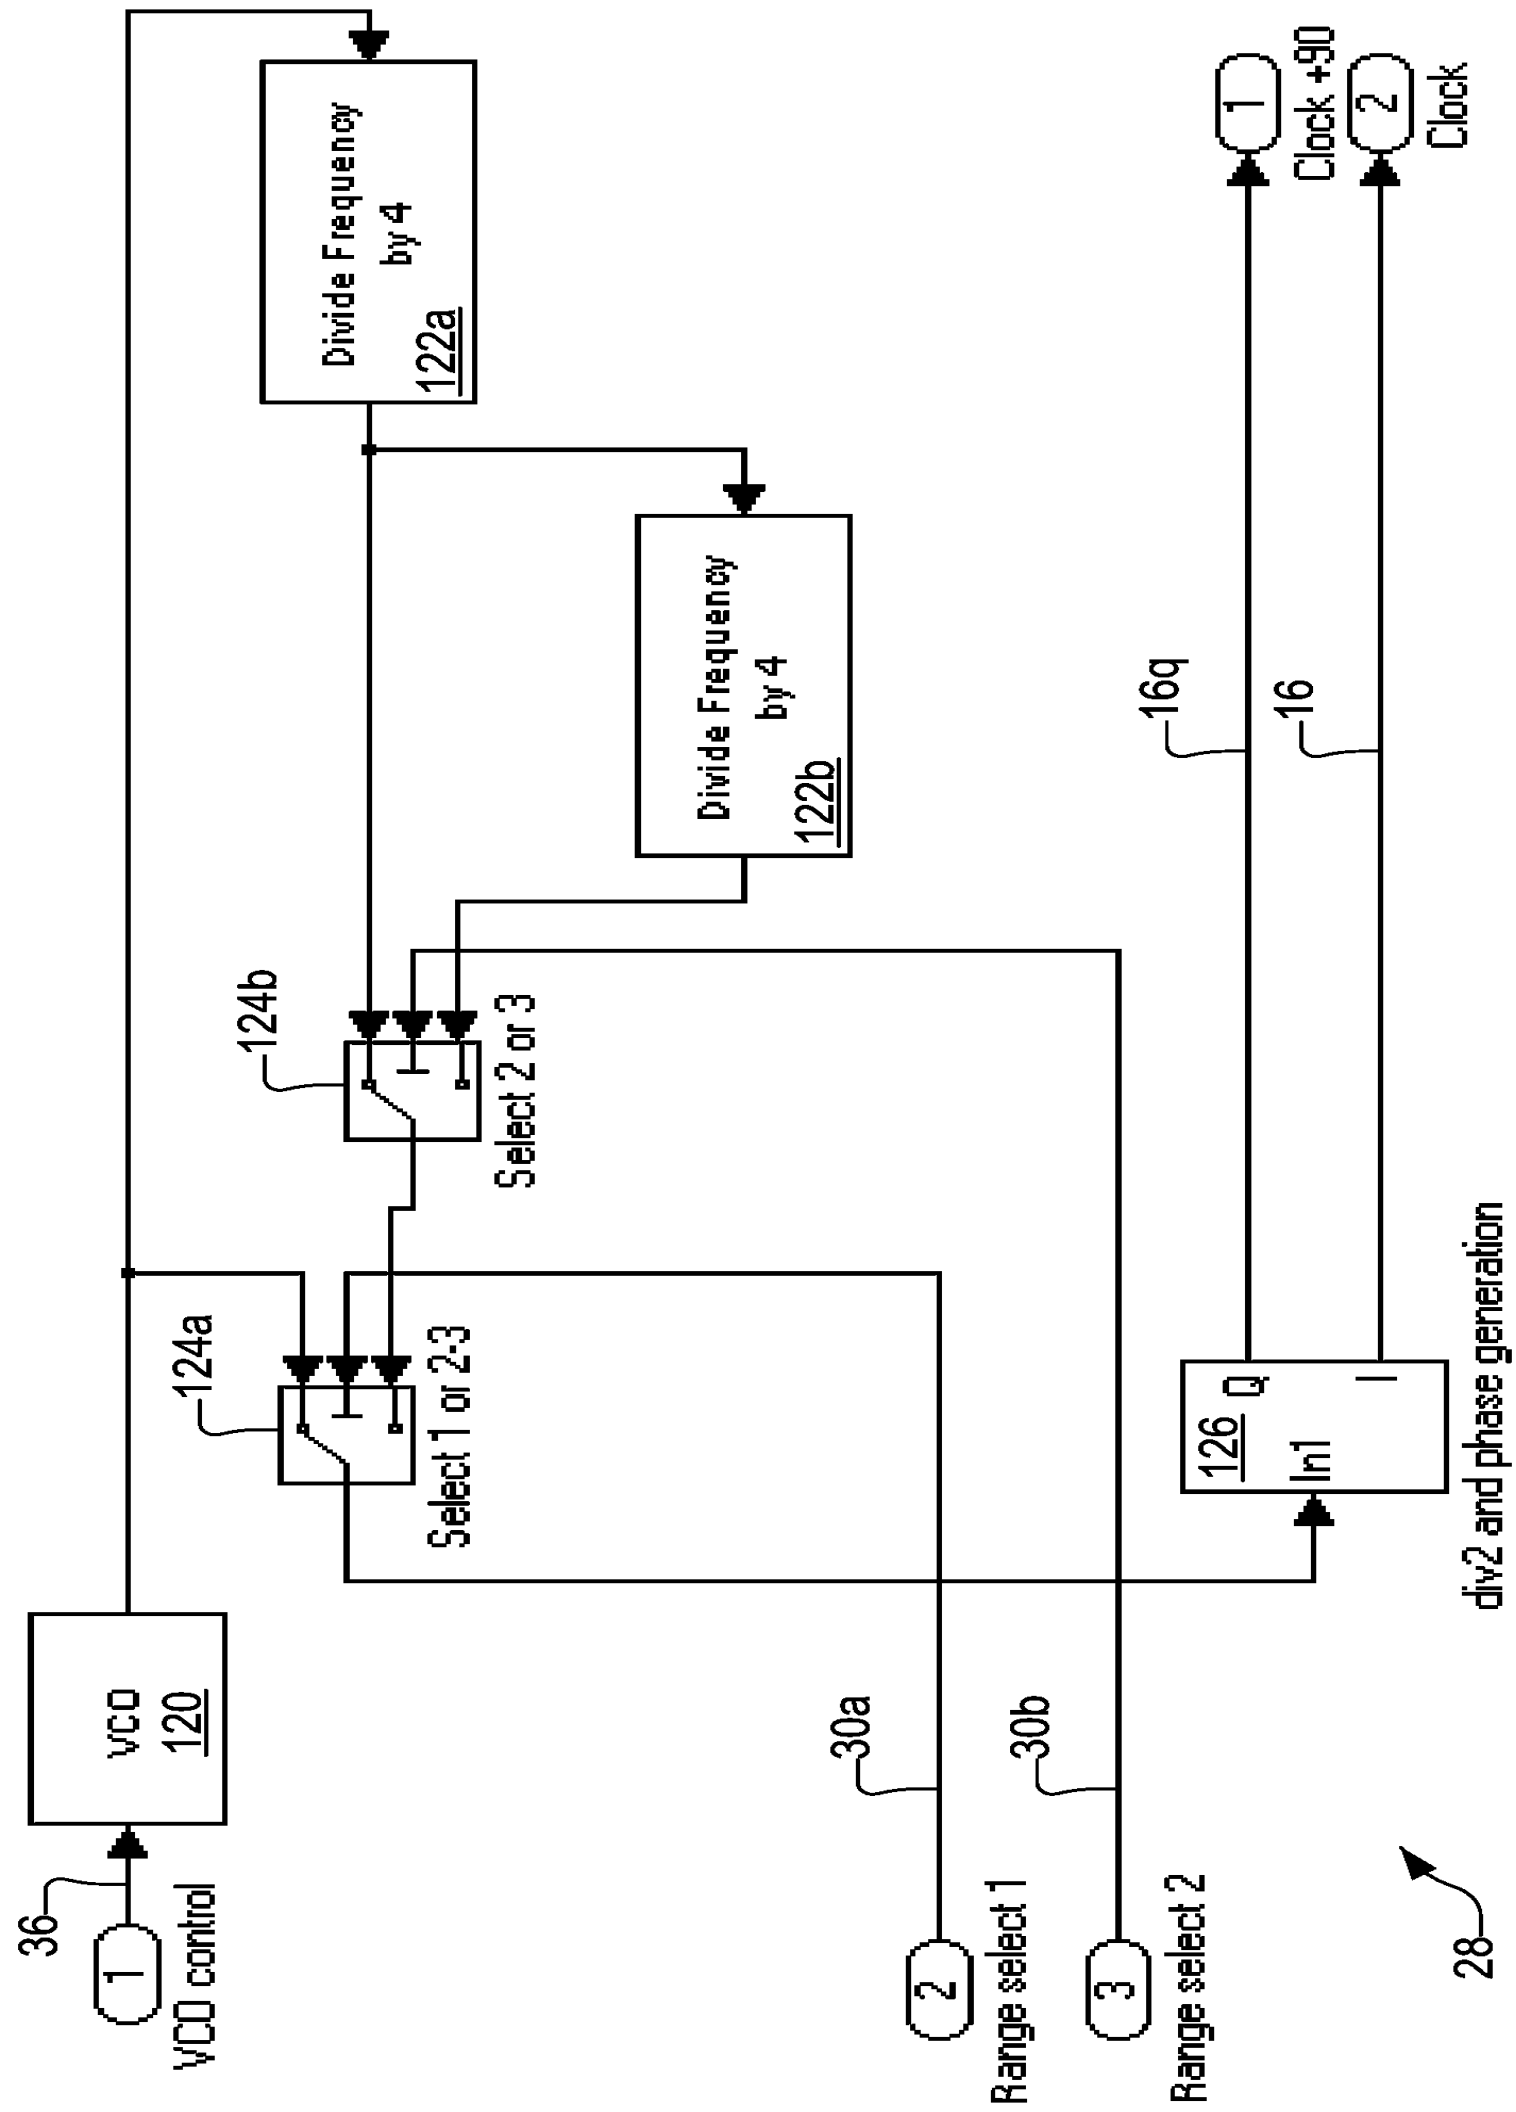 36
1
VCO control
vco
120
124a
Select 1 or 2-3
124b
Select 2 or 3
Divide Frequency
by 4
122a
Divide Frequency
by 4
122b
2
Range select 1
30a
3
Range select 2
30b
126
Q
In1
I
div2 and phase generation
16q
16
1
Clock +90
2
Clock
28